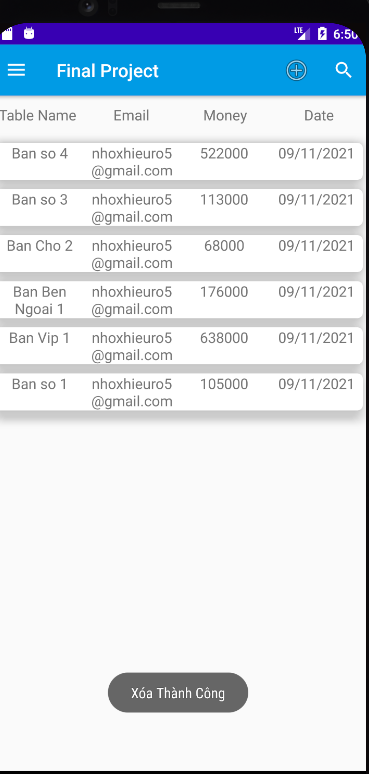 LTE 6:50
Final Project
Table Name Email Money Date
Ban so 4 nhoxhieuro5 522000 09/11/2021
@gmail.com
Ban so 3 nhoxhieuro5 113000 09/11/2021
@gmail.com
Ban Cho 2 nhoxhieuro5 68000 09/11/2021
@gmail.com
Ban Ben nhoxhieuro5 176000 09/11/2021
Ngoai 1 @gmail.com
Ban Vip 1 nhoxhieuro5 638000 09/11/2021
@gmail.com
Ban so 1 nhoxhieuro5 105000 09/11/2021
@gmail.com
Xóa Thành Công